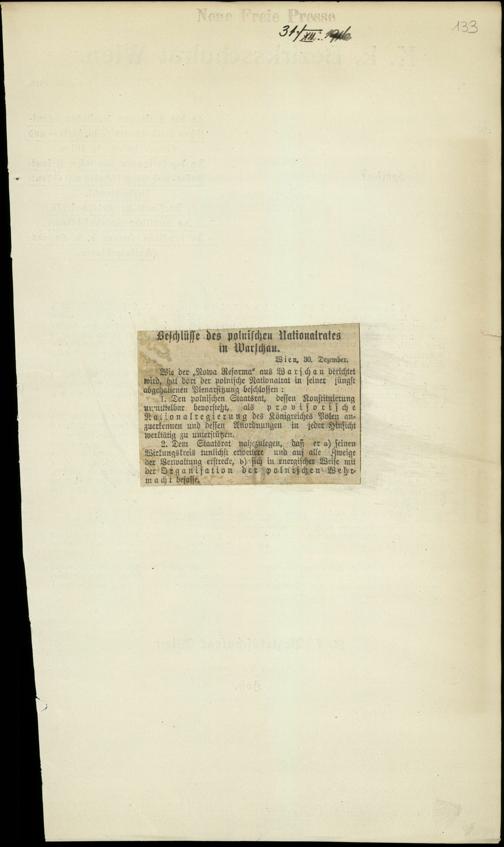 Neue Freie Presse
31/XII. 1916
133
Beschlüsse des polnischen Nationalrates
in Warschau.
Wien, 30. Dezember.
Wie der „Nowa Reforma“ aus Warschau berichtet
wird, hat dort der polnische Nationalrat in seiner jüngst
abgehaltenen Plenarsitzung beschlossen:
1. Den polnischen Staatsrat, dessen Konstituierung
unmittelbar bevorsteht, als provisorische
Nationalregierung des Königreiches Polen an-
zuerkennen und dessen Anordnungen in jeder Hinsicht
werktätig zu unterstützen.
2. Dem Staatsrat nahezulegen, daß er a) seinen
Wirkungskreis tunlichst erweitere und auf alle Zweige
der Verwaltung erstrecke, b) sich in energischer Weise mit
der Organisation der polnischen Wehr-
macht befasse.